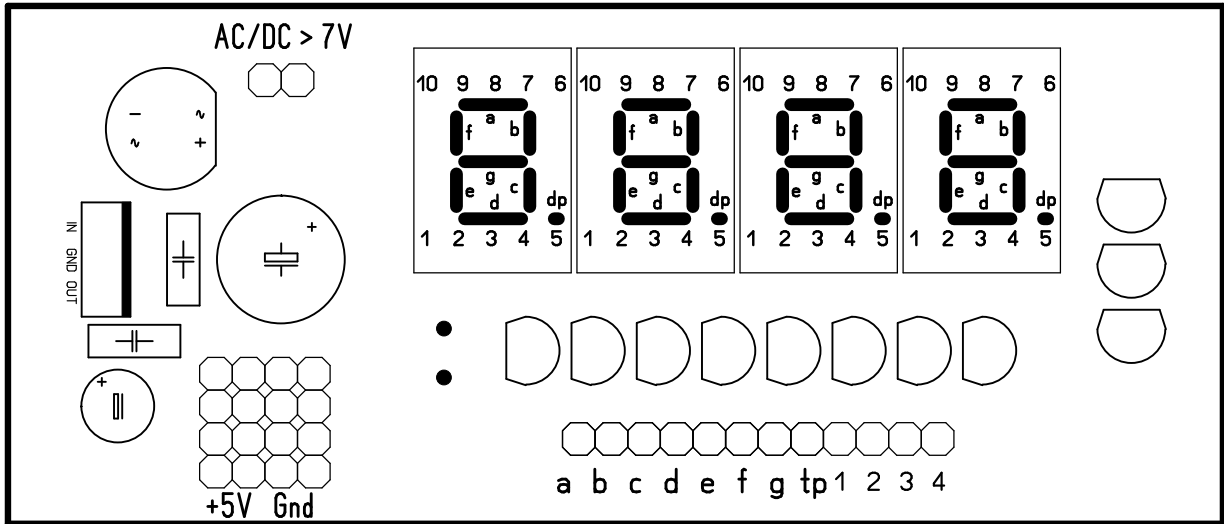 AC/DC > 7V
- ~
~ +
IN GND OUT
+
+
+5V Gnd
10 9 8 7 6
a
f b
g
e c
d
dp
1 2 3 4 5
10 9 8 7 6
a
f b
g
e c
d
dp
1 2 3 4 5
10 9 8 7 6
a
f b
g
e c
d
dp
1 2 3 4 5
10 9 8 7 6
a
f b
g
e c
d
dp
1 2 3 4 5
a b c d e f g tp 1 2 3 4